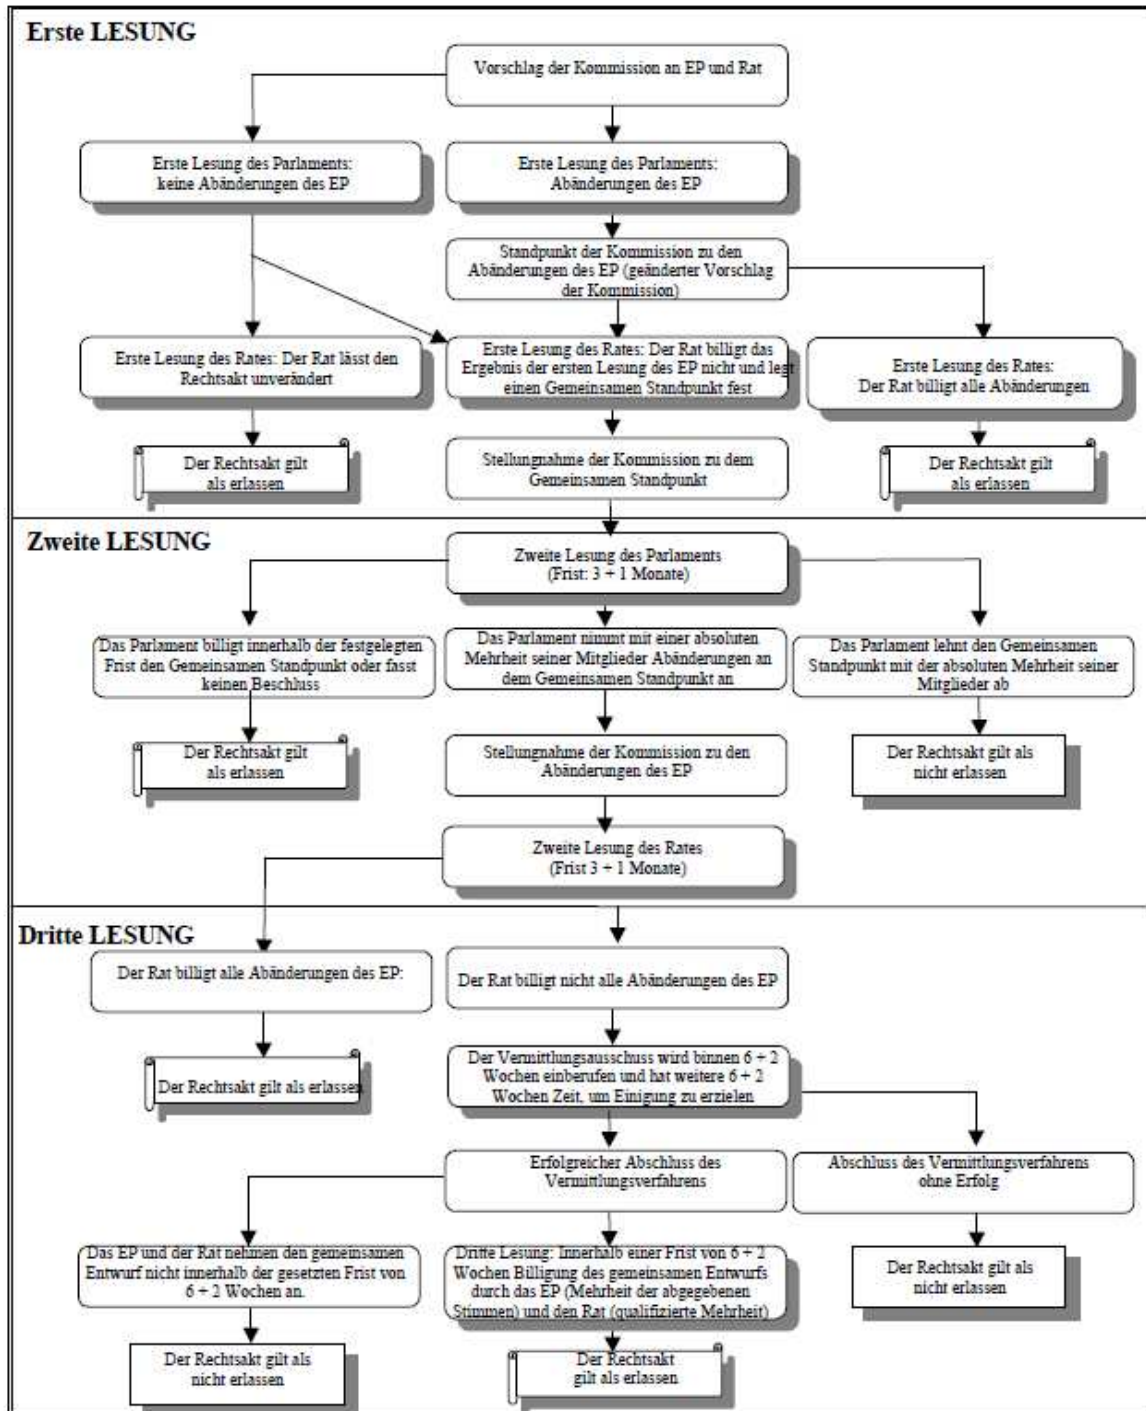 Erste LESUNG
Vorschlag der Kommission an EP und Rat
Erste Lesung des Parlaments:
keine Abänderungen des EP
Erste Lesung des Parlaments:
Abänderungen des EP
Standpunkt der Kommission zu den
Abänderungen des EP (geänderter Vorschlag
der Kommission)
Erste Lesung des Rates: Der Rat lässt den
Rechtsakt unverändert
Erste Lesung des Rates: Der Rat billigt das
Ergebnis der ersten Lesung des EP nicht und legt
einen Gemeinsamen Standpunkt fest
Erste Lesung des Rates:
Der Rat billigt alle Abänderungen
Der Rechtsakt gilt
als erlassen
Stellungnahme der Kommission zu dem
Gemeinsamen Standpunkt
Der Rechtsakt gilt
als erlassen
Zweite LESUNG
Zweite Lesung des Parlaments
(Frist: 3 + 1 Monate)
Das Parlament billigt innerhalb der festgelegten
Frist den Gemeinsamen Standpunkt oder fasst
keinen Beschluss
Das Parlament nimmt mit einer absoluten
Mehrheit seiner Mitglieder Abänderungen an
dem Gemeinsamen Standpunkt an
Das Parlament lehnt den Gemeinsamen
Standpunkt mit der absoluten Mehrheit seiner
Mitglieder ab
Der Rechtsakt gilt
als erlassen
Stellungnahme der Kommission zu den
Abänderungen des EP
Der Rechtsakt gilt als
nicht erlassen
Zweite Lesung des Rates
(Frist 3 + 1 Monate)
Dritte LESUNG
Der Rat billigt alle Abänderungen des EP:
Der Rat billigt nicht alle Abänderungen des EP
Der Rechtsakt gilt als erlassen
Der Vermittlungsausschuss wird binnen 6 + 2
Wochen einberufen und hat weitere 6 + 2
Wochen Zeit, um Einigung zu erzielen
Erfolgreicher Abschluss des
Vermittlungsverfahrens
Abschluss des Vermittlungsverfahrens
ohne Erfolg
Das EP und der Rat nehmen den gemeinsamen
Entwurf nicht innerhalb der gesetzten Frist von
6 + 2 Wochen an.
Dritte Lesung: Innerhalb einer Frist von 6 + 2
Wochen Billigung des gemeinsamen Entwurfs
durch das EP (Mehrheit der abgegebenen
Stimmen) und den Rat (qualifizierte Mehrheit)
Der Rechtsakt gilt als
nicht erlassen
Der Rechtsakt gilt als
nicht erlassen
Der Rechtsakt
gilt als erlassen